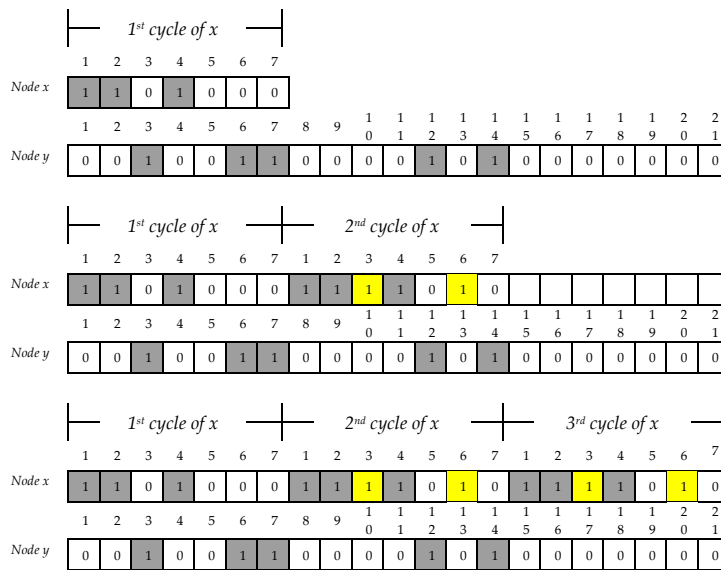 1st cycle of x
1 2 3 4 5 6 7
Node x 1 1 0 1 0 0 0
1 2 3 4 5 6 7 8 9 10 11 12 13 14 15 16 17 18 19 20 21
Node y 0 0 1 0 0 1 1 0 0 0 0 1 0 1 0 0 0 0 0 0 0
1st cycle of x 2nd cycle of x
1 2 3 4 5 6 7 1 2 3 4 5 6 7
Node x 1 1 0 1 0 0 0 1 1 1 1 0 1 0
1 2 3 4 5 6 7 8 9 10 11 12 13 14 15 16 17 18 19 20 21
Node y 0 0 1 0 0 1 1 0 0 0 0 1 0 1 0 0 0 0 0 0 0
1st cycle of x 2nd cycle of x 3rd cycle of x
1 2 3 4 5 6 7 1 2 3 4 5 6 7 1 2 3 4 5 6 7
Node x 1 1 0 1 0 0 0 1 1 1 1 0 1 0 1 1 1 1 0 1 0
1 2 3 4 5 6 7 8 9 10 11 12 13 14 15 16 17 18 19 20 21
Node y 0 0 1 0 0 1 1 0 0 0 0 1 0 1 0 0 0 0 0 0 0